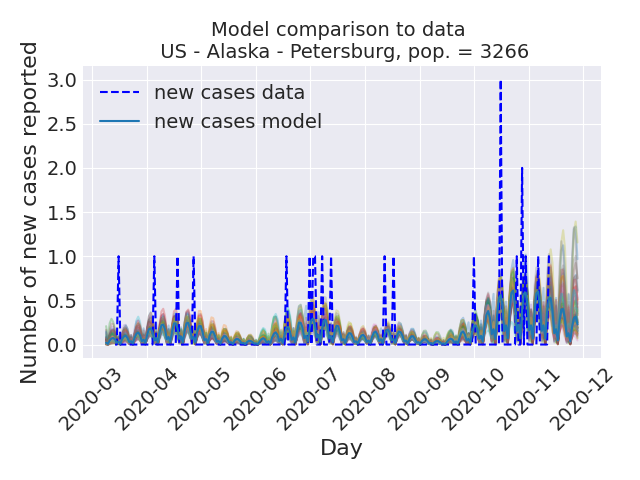 Model comparison to data
US - Alaska - Petersburg, pop. = 3266
Number of new cases reported
3.0
2.5
2.0
1.5
1.0
0.5
0.0
new cases data
new cases model
2020-03
2020-04
2020-05
2020-06
2020-07
2020-08
2020-09
2020-10
2020-11
2020-12
Day